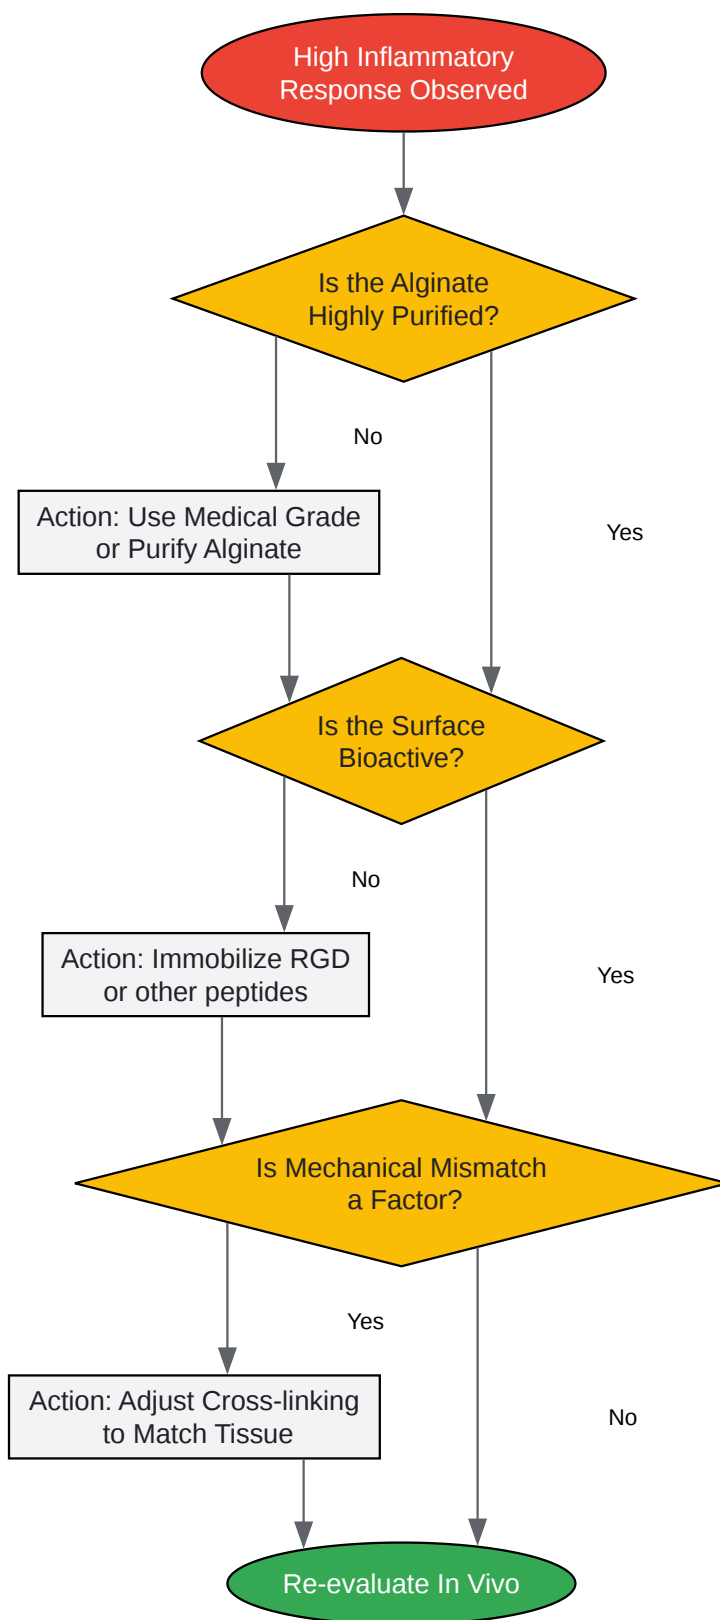 High Inflammatory
Response Observed
Is the Alginate
Highly Purified?
No
Action: Use Medical Grade
or Purify Alginate
Yes
Is the Surface
Bioactive?
No
Action: Immobilize RGD
or other peptides
Yes
Is Mechanical Mismatch
a Factor?
Yes
Action: Adjust Cross-linking
to Match Tissue
No
Re-evaluate In Vivo